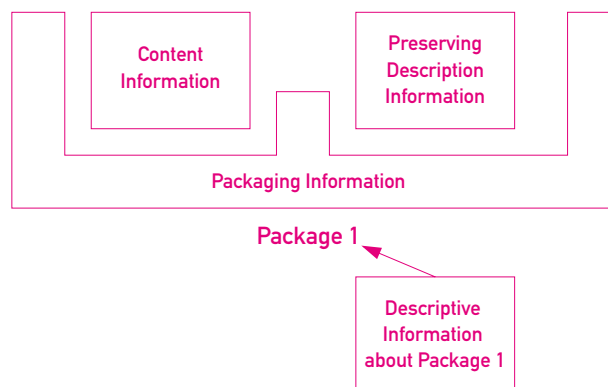 Content
Information
Preserving
Description
Information
Packaging Information
Package 1
Descriptive
Information
about Package 1